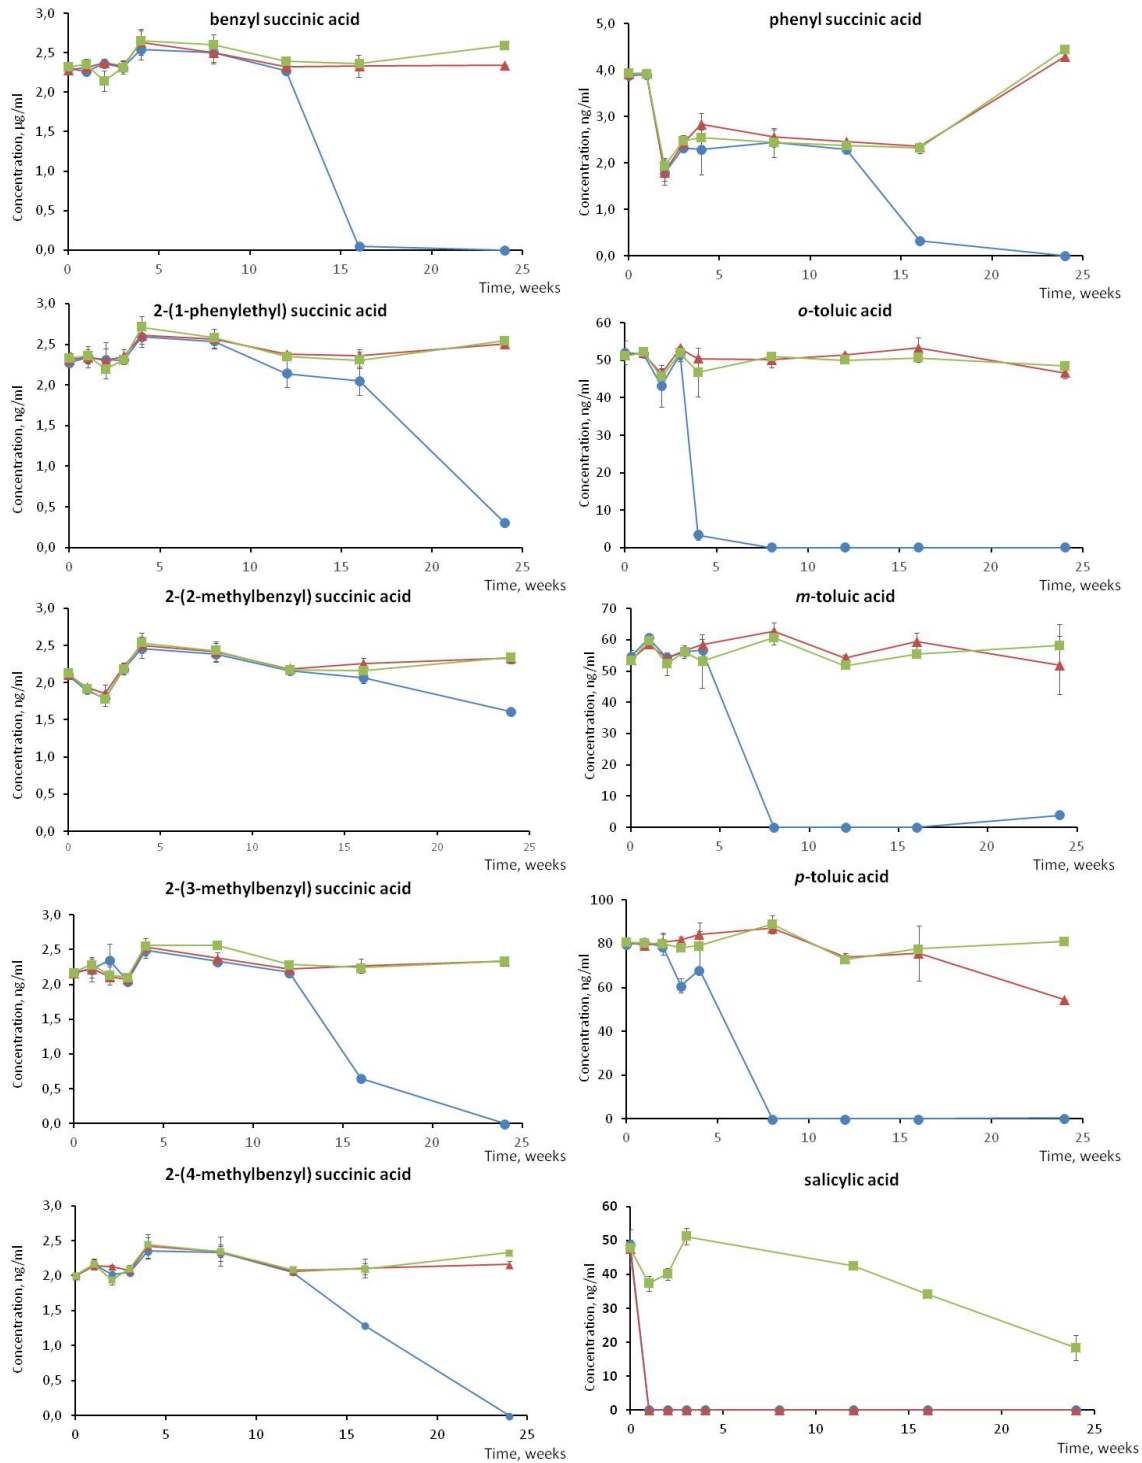 benzyl succinic acid
3,0
2,5
2,0
1,5
1,0
0,5
0,0
Concentration, µg/ml
0 5 10 15 20 25
Time, weeks
phenyl succinic acid
5,0
4,0
3,0
2,0
1,0
0,0
Concentration, ng/ml
0 5 10 15 20 25
Time, weeks
2-(1-phenylethyl) succinic acid
3,0
2,5
2,0
1,5
1,0
0,5
0,0
Concentration, ng/ml
0 5 10 15 20 25
Time, weeks
o-toluic acid
60
50
40
30
20
10
0
Concentration, ng/ml
0 5 10 15 20 25
Time, weeks
2-(2-methylbenzyl) succinic acid
3,0
2,5
2,0
1,5
1,0
0,5
0,0
Concentration, ng/ml
0 5 10 15 20 25
Time, weeks
m-toluic acid
70
60
50
40
30
20
10
0
Concentration, ng/ml
0 5 10 15 20 25
Time, weeks
2-(3-methylbenzyl) succinic acid
3,0
2,5
2,0
1,5
1,0
0,5
0,0
Concentration, ng/ml
0 5 10 15 20 25
Time, weeks
p-toluic acid
100
80
60
40
20
0
Concentration, ng/ml
0 5 10 15 20 25
Time, weeks
2-(4-methylbenzyl) succinic acid
3,0
2,5
2,0
1,5
1,0
0,5
0,0
Concentration, ng/ml
0 5 10 15 20 25
Time, weeks
salicylic acid
60
50
40
30
20
10
0
Concentration, ng/ml
0 5 10 15 20 25
Time, weeks